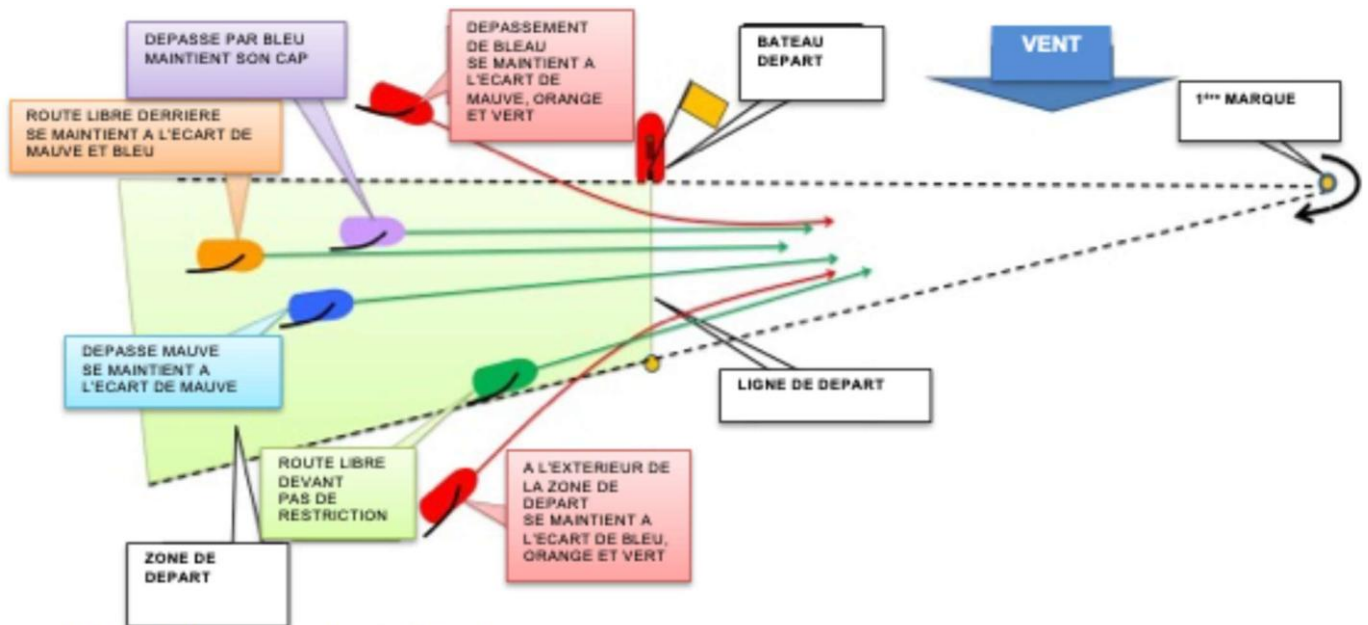 DEPASSE PAR BLEU
MAINTIENT SON CAP
DEPASSEMENT
DE BLEAU
SE MAINTIENT A
L'ECART DE
MAUVE, ORANGE
ET VERT
BATEAU
DEPART
VENT
1ère MARQUE
ROUTE LIBRE DERRIERE
SE MAINTIENT A L'ECART DE
MAUVE ET BLEU
DEPASSE MAUVE
SE MAINTIENT A
L'ECART DE MAUVE
LIGNE DE DEPART
ROUTE LIBRE
DEVANT
PAS DE
RESTRICTION
A L'EXTERIEUR DE
LA ZONE DE
DEPART
SE MAINTIENT A
L'ECART DE BLEU,
ORANGE ET VERT
ZONE DE
DEPART